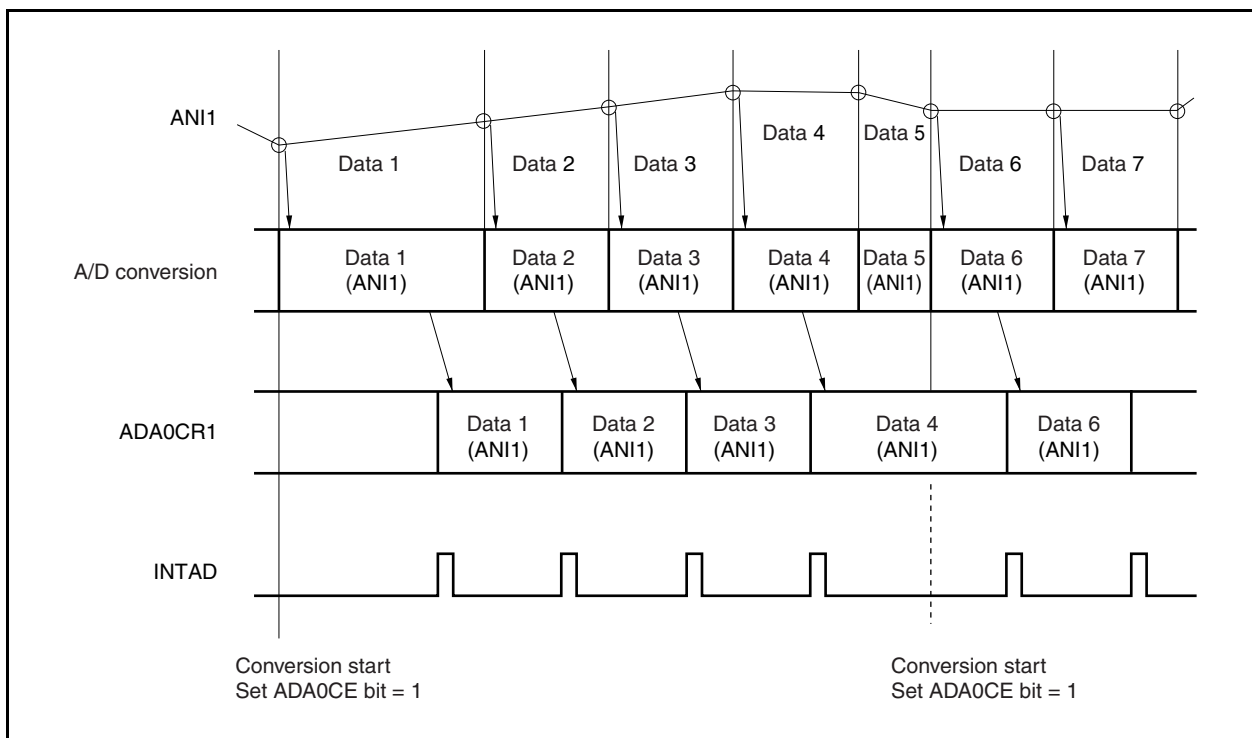 ANI1
Data 1
Data 2
Data 3
Data 4
Data 5
Data 6
Data 7
A/D conversion
Data 1
(ANI1)
Data 2
(ANI1)
Data 3
(ANI1)
Data 4
(ANI1)
Data 5
(ANI1)
Data 6
(ANI1)
Data 7
(ANI1)
ADA0CR1
Data 1
(ANI1)
Data 2
(ANI1)
Data 3
(ANI1)
Data 4
(ANI1)
Data 6
(ANI1)
INTAD
Conversion start
Set ADA0CE bit = 1
Conversion start
Set ADA0CE bit = 1